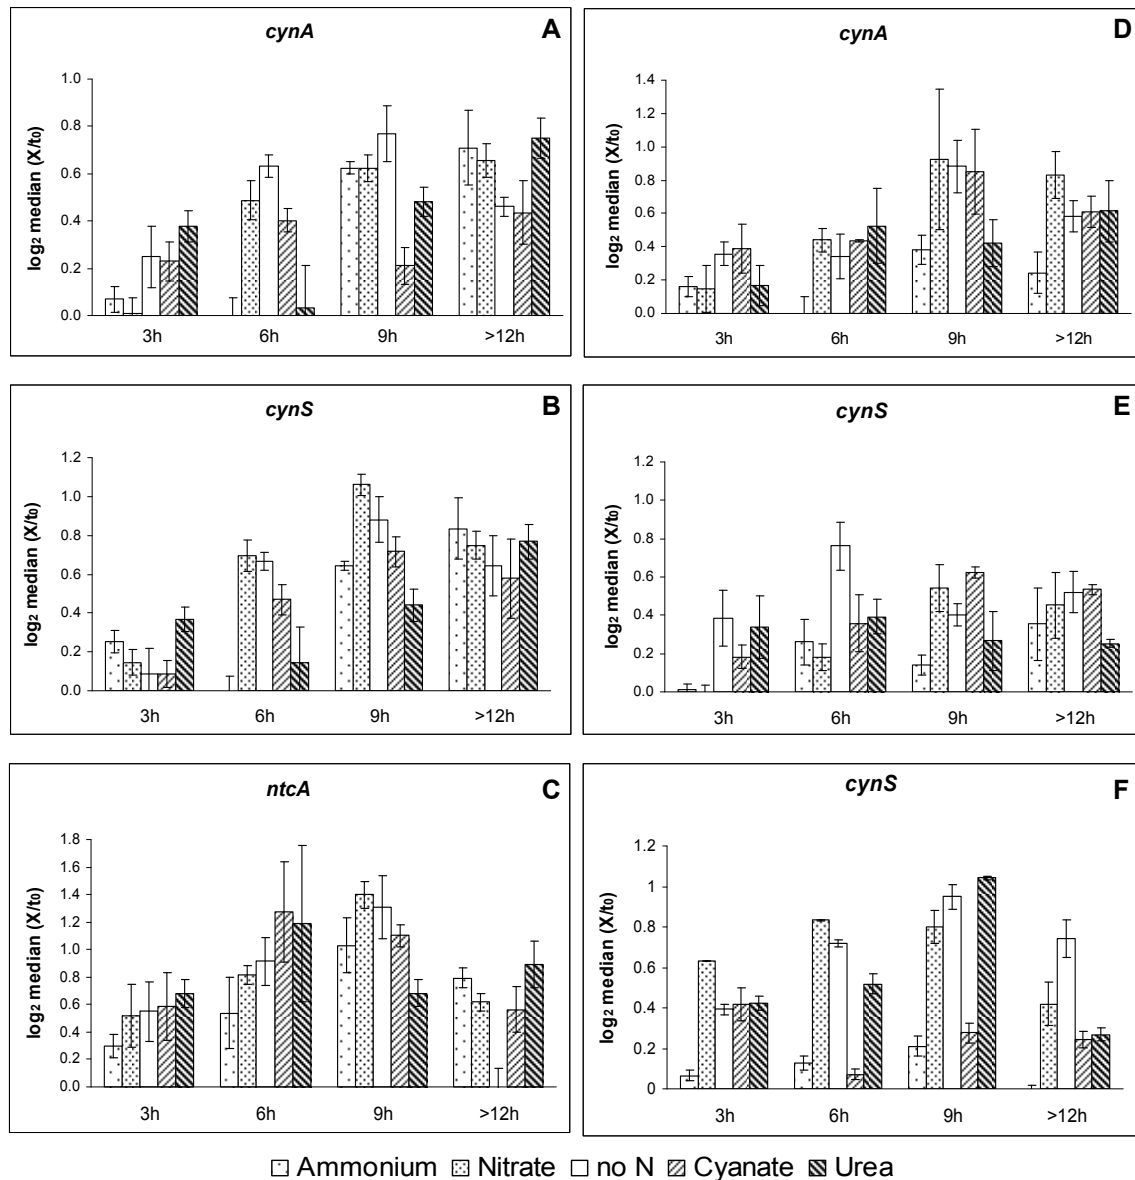 cynA A
log₂ median (X/t₀)
1.0
0.8
0.6
0.4
0.2
0.0
3h 6h 9h >12h
cynA D
log₂ median (X/t₀)
1.4
1.2
1.0
0.8
0.6
0.4
0.2
0.0
3h 6h 9h >12h
cynS B
log₂ median (X/t₀)
1.2
1.0
0.8
0.6
0.4
0.2
0.0
3h 6h 9h >12h
cynS E
log₂ median (X/t₀)
1.2
1.0
0.8
0.6
0.4
0.2
0.0
3h 6h 9h >12h
ntcA C
log₂ median (X/t₀)
1.8
1.6
1.4
1.2
1.0
0.8
0.6
0.4
0.2
0.0
3h 6h 9h >12h
cynS F
log₂ median (X/t₀)
1.2
1
0.8
0.6
0.4
0.2
0
3h 6h 9h >12h
Ammonium Nitrate no N Cyanate Urea